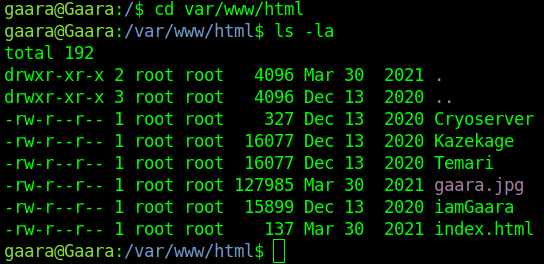 gaara@Gaara:/$ cd var/www/html
gaara@Gaara:/var/www/html$ ls -la
total 192
drwxr-xr-x 2 root root   4096 Mar 30  2021 .
drwxr-xr-x 3 root root   4096 Dec 13  2020 ..
-rw-r--r-- 1 root root    327 Dec 13  2020 Cryoserver
-rw-r--r-- 1 root root  16077 Dec 13  2020 Kazekage
-rw-r--r-- 1 root root  16077 Dec 13  2020 Temari
-rw-r--r-- 1 root root 127985 Mar 30  2021 gaara.jpg
-rw-r--r-- 1 root root  15899 Dec 13  2020 iamGaara
-rw-r--r-- 1 root root    137 Mar 30  2021 index.html
gaara@Gaara:/var/www/html$